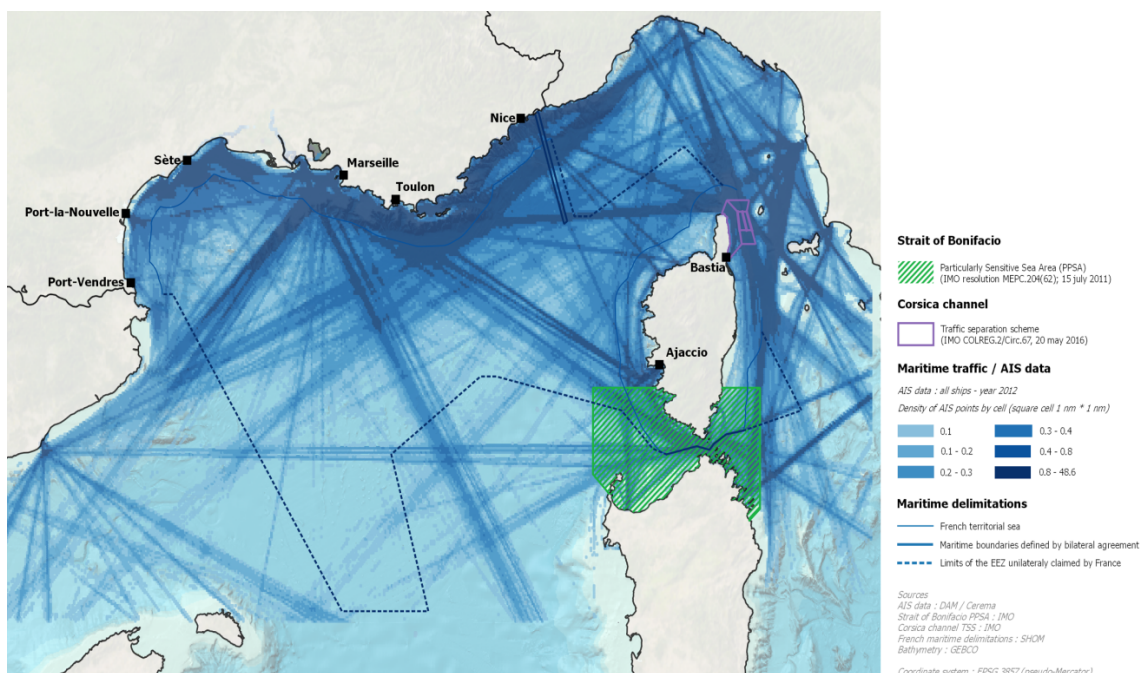 Nice
Sète
Marseille
Toulon
Port-la-Nouvelle
Port-Vendres
Bastia
Ajaccio
Strait of Bonifacio
Particularly Sensitive Sea Area (PPSA)
(IMO resolution MEPC.204(62); 15 july 2011)
Corsica channel
Traffic separation scheme
(IMO COLREG.2/Circ.67, 20 may 2016)
Maritime traffic / AIS data
AIS data : all ships - year 2012
Density of AIS points by cell (square cell 1 nm * 1 nm)
0.1
0.3 - 0.4
0.1 - 0.2
0.4 - 0.8
0.2 - 0.3
0.8 - 48.6
Maritime delimitations
French territorial sea
Maritime boundaries defined by bilateral agreement
Limits of the EEZ unilateraly claimed by France
Sources
AIS data : DAM / Cerema
Strait of Bonifacio PPSA : IMO
Corsica channel TSS : IMO
French maritime delimitations : SHOM
Bathymetry : GEBCO
Coordinate system : EPSG 3857 (pseudo-Mercator)